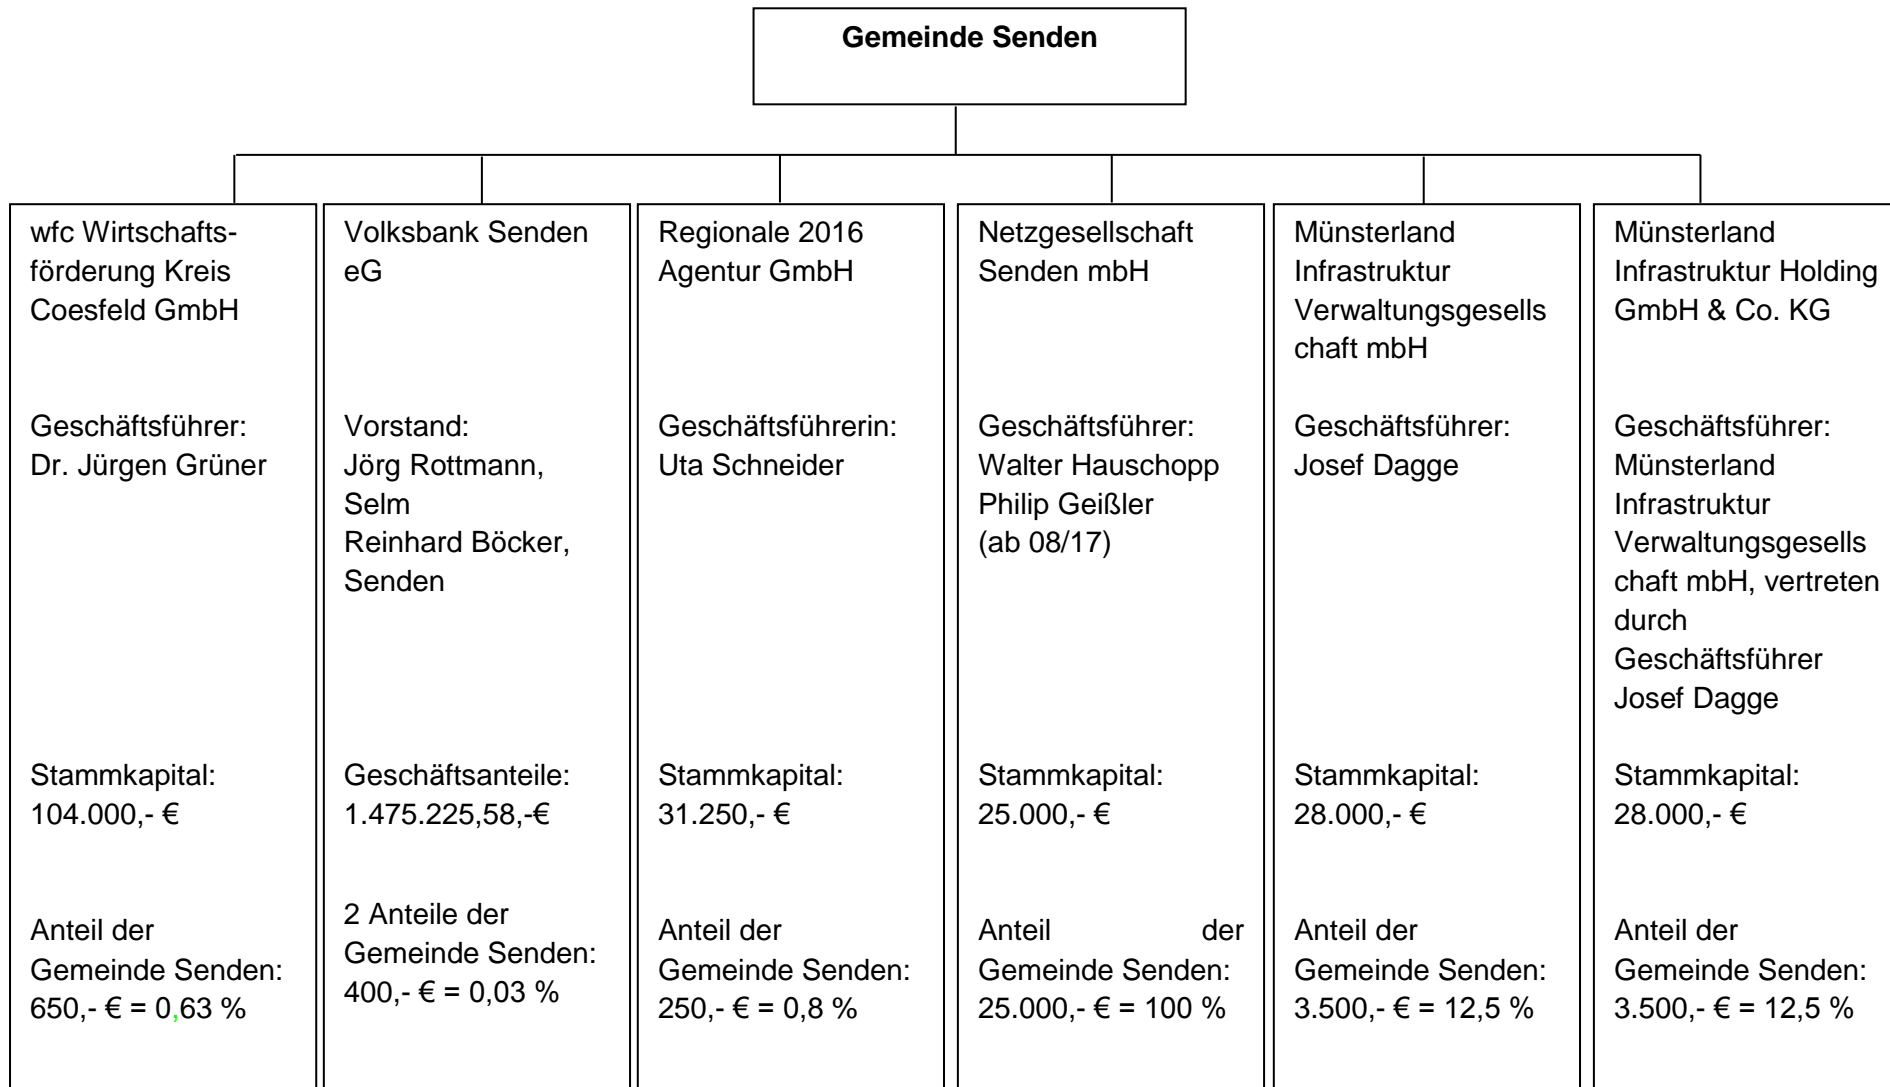 Gemeinde Senden
wfc Wirtschafts-
förderung Kreis
Coesfeld GmbH
Geschäftsführer:
Dr. Jürgen Grüner
Stammkapital:
104.000,- €
Anteil der
Gemeinde Senden:
650,- € = 0,63 %
Volksbank Senden
eG
Vorstand:
Jörg Rottmann,
Selm
Reinhard Böcker,
Senden
Geschäftsanteile:
1.475.225,58,-€
2 Anteile der
Gemeinde Senden:
400,- € = 0,03 %
Regionale 2016
Agentur GmbH
Geschäftsführerin:
Uta Schneider
Stammkapital:
31.250,- €
Anteil der
Gemeinde Senden:
250,- € = 0,8 %
Netzgesellschaft
Senden mbH
Geschäftsführer:
Walter Hauschopp
Philip Geißler
(ab 08/17)
Stammkapital:
25.000,- €
Anteil der
Gemeinde Senden:
25.000,- € = 100 %
Münsterland
Infrastruktur
Verwaltungsgesells
chaft mbH
Geschäftsführer:
Josef Dagge
Stammkapital:
28.000,- €
Anteil der
Gemeinde Senden:
3.500,- € = 12,5 %
Münsterland
Infrastruktur Holding
GmbH & Co. KG
Geschäftsführer:
Münsterland
Infrastruktur
Verwaltungsgesells
chaft mbH, vertreten
durch
Geschäftsführer
Josef Dagge
Stammkapital:
28.000,- €
Anteil der
Gemeinde Senden:
3.500,- € = 12,5 %